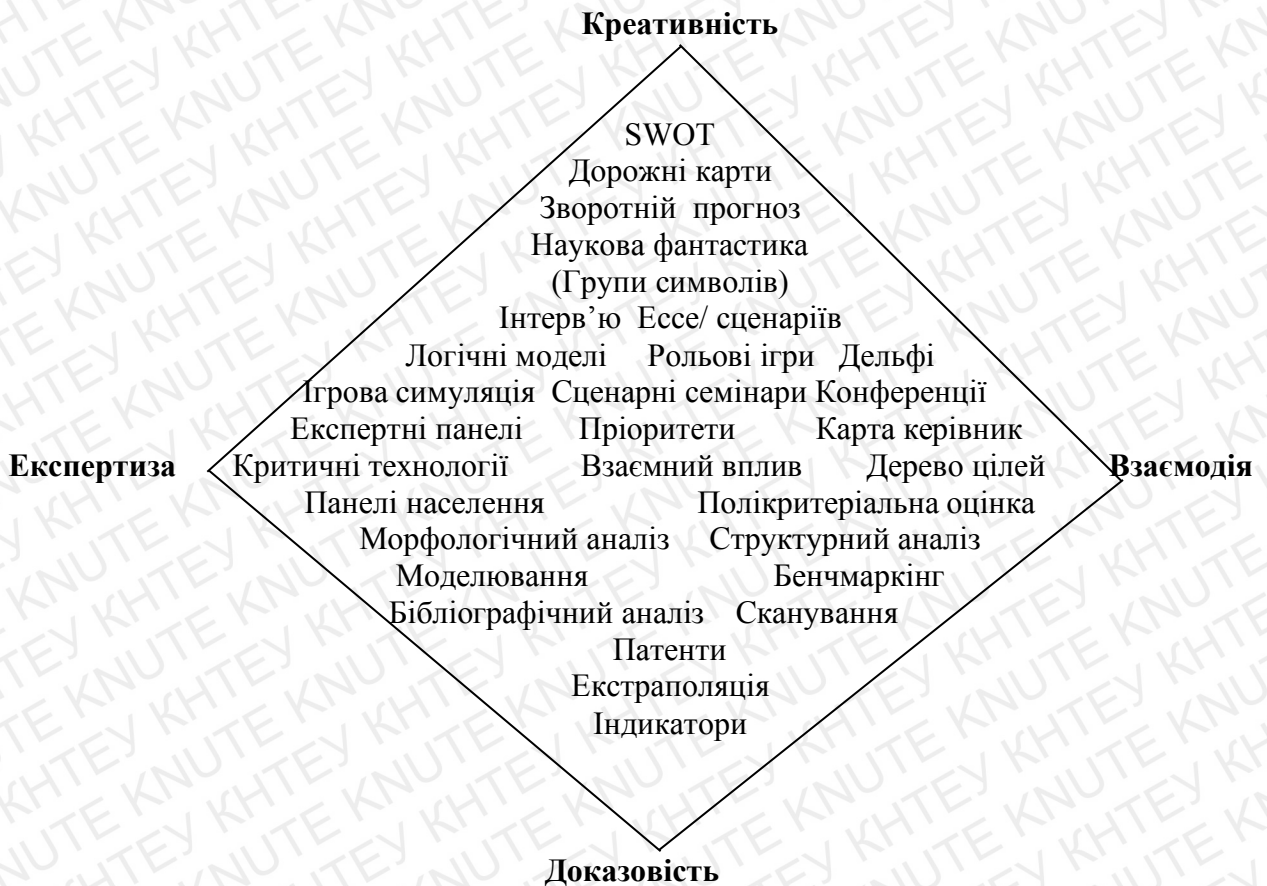 Креативність
SWOT
Дорожні карти
Зворотній прогноз
Наукова фантастика
(Групи символів)
Інтерв’ю Ессе/ сценаріїв
Логічні моделі Рольові ігри Дельфі
Ігрова симуляція Сценарні семінари Конференції
Експертні панелі Пріоритети Карта керівник
Експертиза Критичні технології Взаємний вплив Дерево цілей Взаємодія
Панелі населення Полікритеріальна оцінка
Морфологічний аналіз Структурний аналіз
Моделювання Бенчмаркінг
Бібліографічний аналіз Сканування
Патенти
Екстраполяція
Індикатори
Доказовість